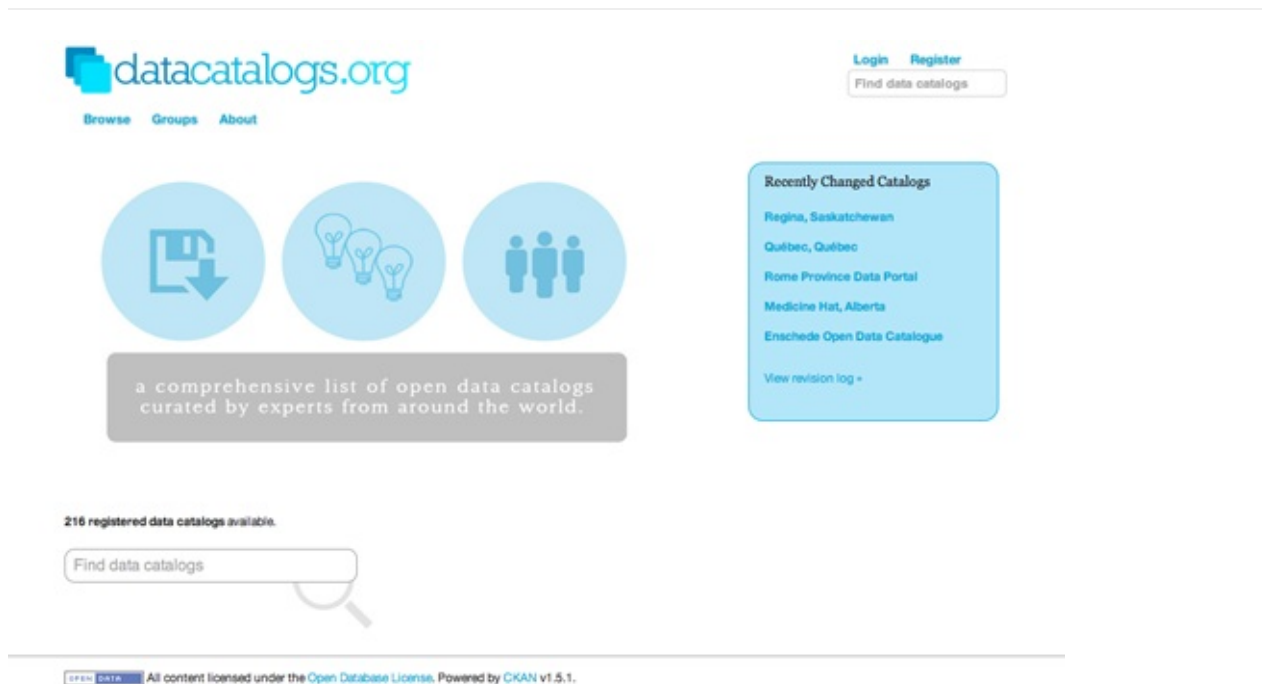 datacatalogs.org
Login Register
Find data catalogs
Browse Groups About
a comprehensive list of open data catalogs
curated by experts from around the world.
Recently Changed Catalogs
Regina, Saskatchewan
Québec, Québec
Rome Province Data Portal
Medicine Hat, Alberta
Enschede Open Data Catalogue
View revision log »
216 registered data catalogs available.
Find data catalogs
OPEN DATA All content licensed under the Open Database License. Powered by CKAN v1.5.1.